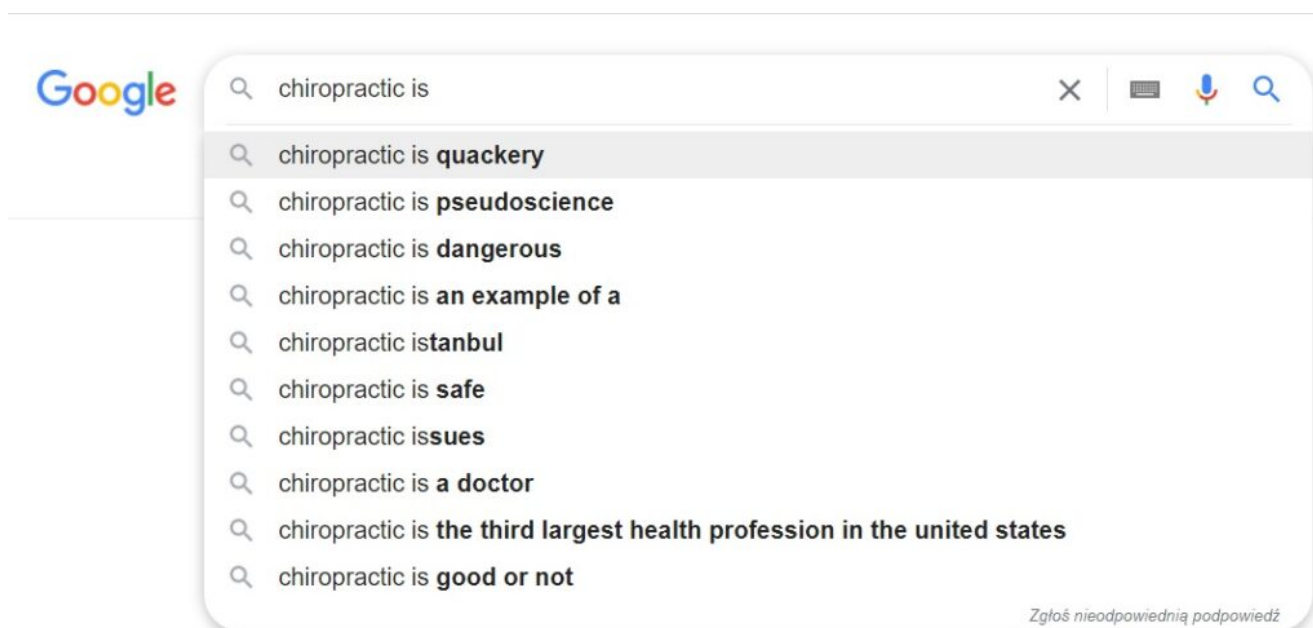 Google
chiropractic is
chiropractic is quackery
chiropractic is pseudoscience
chiropractic is dangerous
chiropractic is an example of a
chiropractic istanbul
chiropractic is safe
chiropractic issues
chiropractic is a doctor
chiropractic is the third largest health profession in the united states
chiropractic is good or not
Zgłoś nieodpowiednią podpowiedź